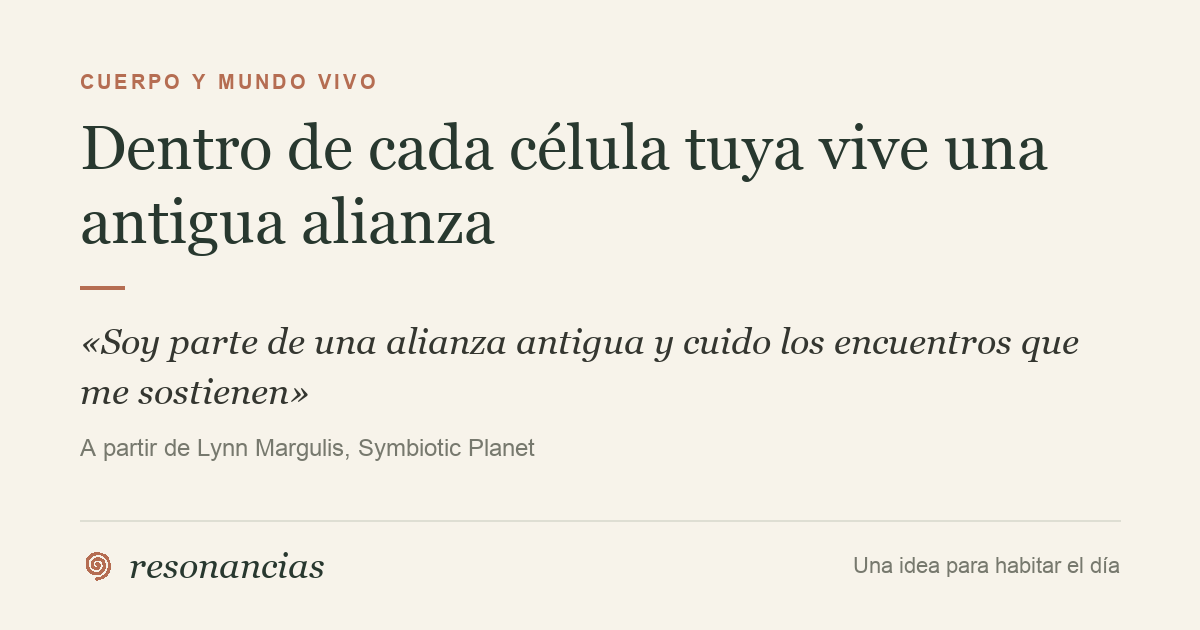 CUERPO Y MUNDO VIVO
Dentro de cada célula tuya vive una
antigua alianza
«Soy parte de una alianza antigua y cuido los encuentros que
me sostienen»
A partir de Lynn Margulis, Symbiotic Planet
resonancias
Una idea para habitar el día